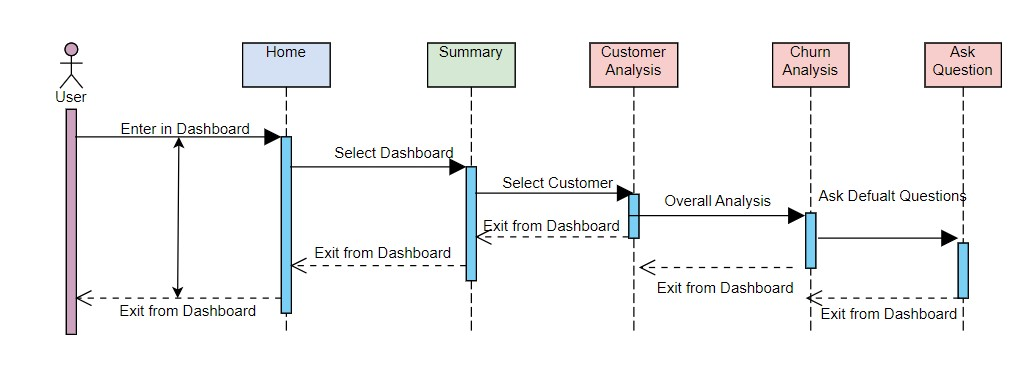 Home
Summary
Customer
Analysis
Churn
Analysis
Ask
Question
User
Enter in Dashboard
Select Dashboard
Select Customer
Overall Analysis
Ask Defualt Questions
Exit from Dashboard
Exit from Dashboard
Exit from Dashboard
Exit from Dashboard
Exit from Dashboard